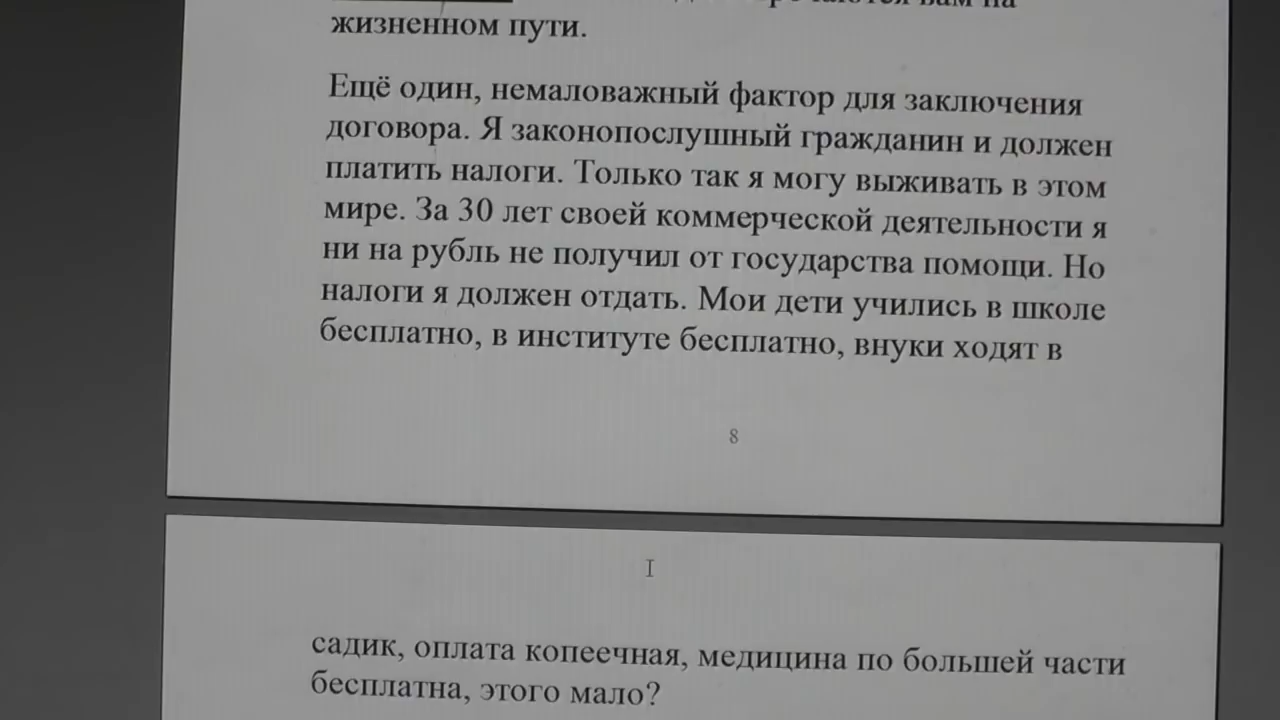 вам на
жизненном пути.
Ещё один, немаловажный фактор для заключения
договора. Я законопослушный гражданин и должен
платить налоги. Только так я могу выживать в этом
мире. За 30 лет своей коммерческой деятельности я
ни на рубль не получил от государства помощи. Но
налоги я должен отдать. Мои дети учились в школе
бесплатно, в институте бесплатно, внуки ходят в
8
садик, оплата копеечная, медицина по большей части
бесплатна, этого мало?